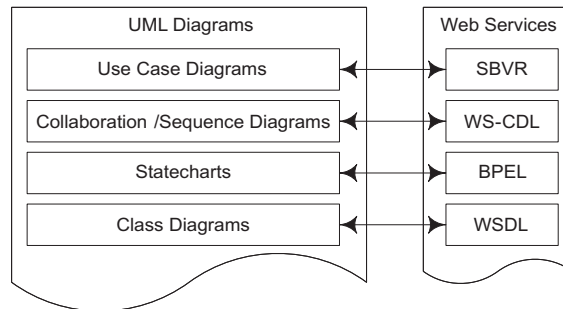 UML Diagrams
Web Services
Use Case Diagrams
SBVR
Collaboration /Sequence Diagrams
WS-CDL
Statecharts
BPEL
Class Diagrams
WSDL